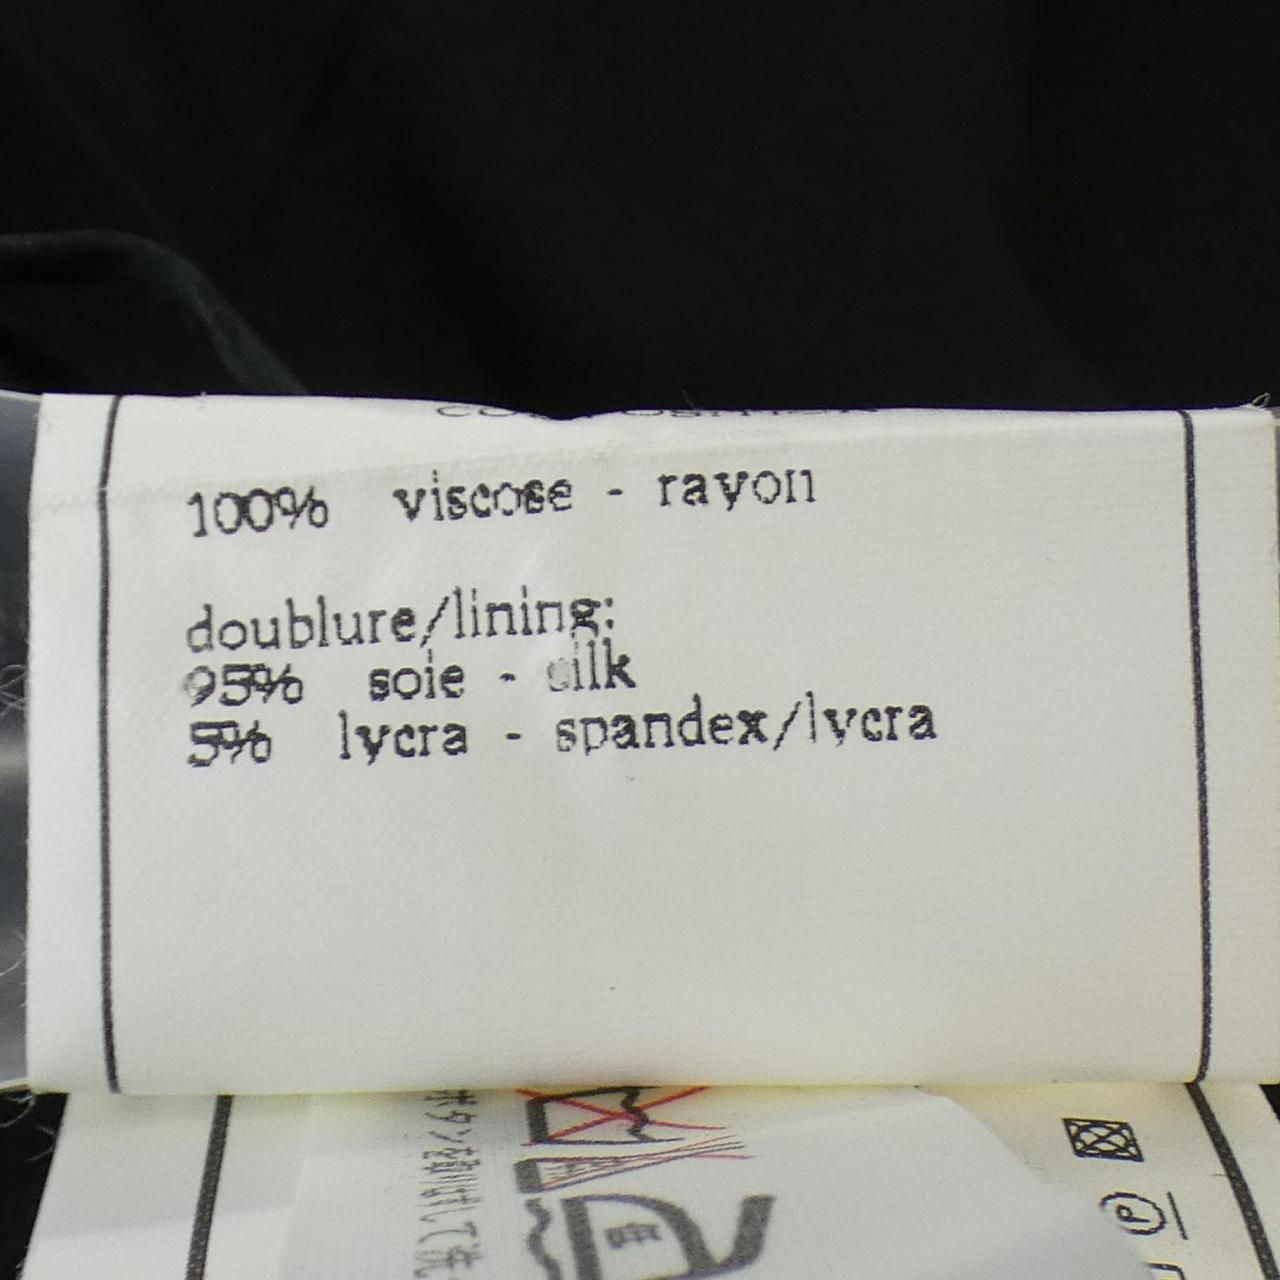 100% viscose - rayon
doublure/lining:
95% soie - silk
5% lycra - spandex/lycra
P